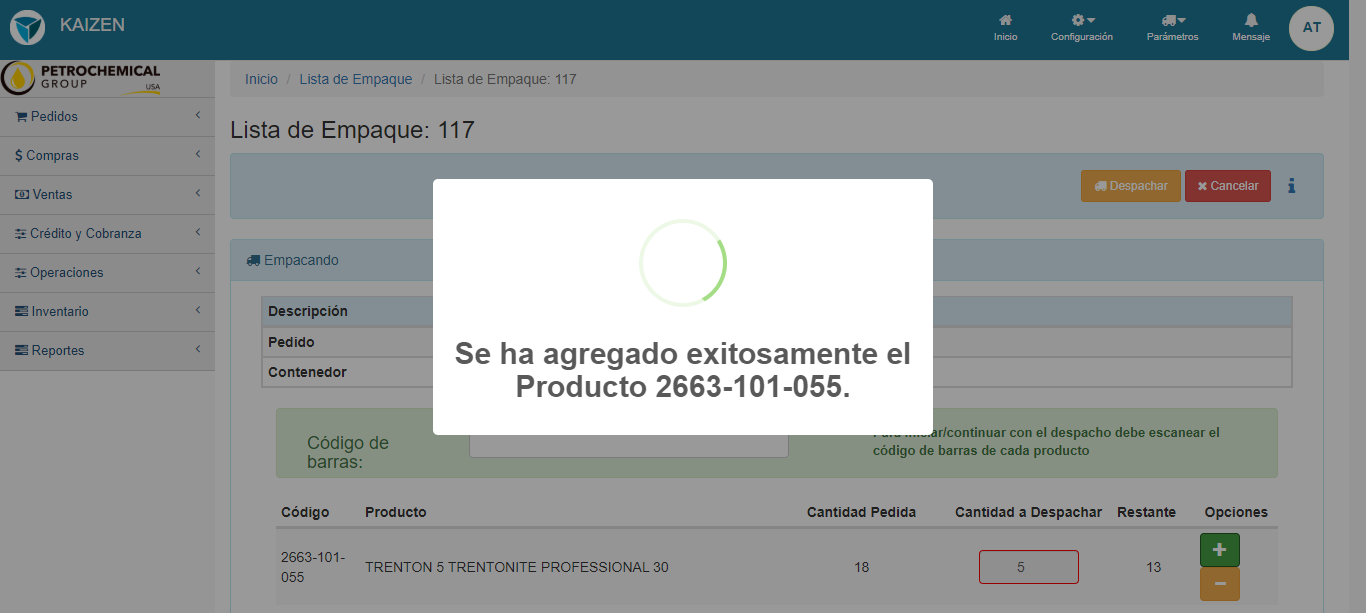 KAIZEN
Inicio
Configuración
Parámetros
Mensaje
AT
PETROCHEMICAL
GROUP
USA
Inicio / Lista de Empaque / Lista de Empaque: 117
Pedidos
$ Compras
Ventas
Crédito y Cobranza
Operaciones
Inventario
Reportes
Lista de Empaque: 117
Despachar
Cancelar
Empacando
Descripción
Pedido
Contenedor
Se ha agregado exitosamente el
Producto 2663-101-055.
Código de
barras:
Para iniciar/continuar con el despacho debe escanear el
código de barras de cada producto
Código Producto Cantidad Pedida Cantidad a Despachar Restante Opciones
2663-101-
055
TRENTON 5 TRENTONITE PROFESSIONAL 30 18 5 13